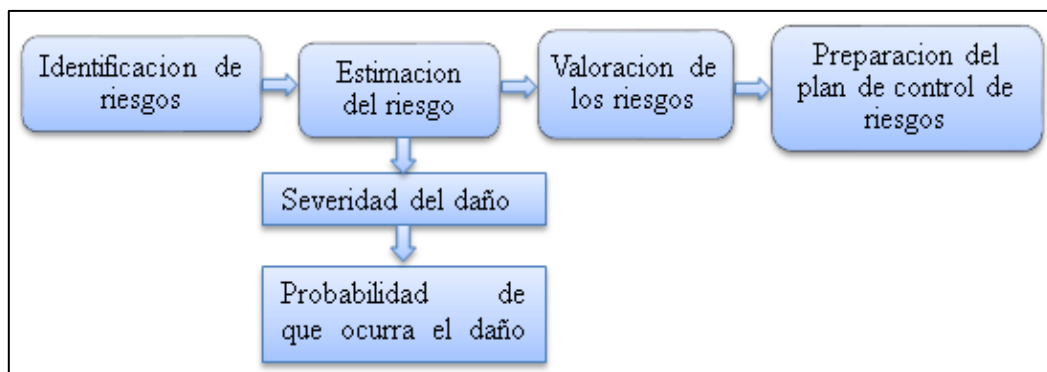 Identificacion de
riesgos
Estimacion
del riesgo
Valoracion de
los riesgos
Preparacion del
plan de control de
riesgos
Severidad del daño
Probabilidad de
que ocurra el daño